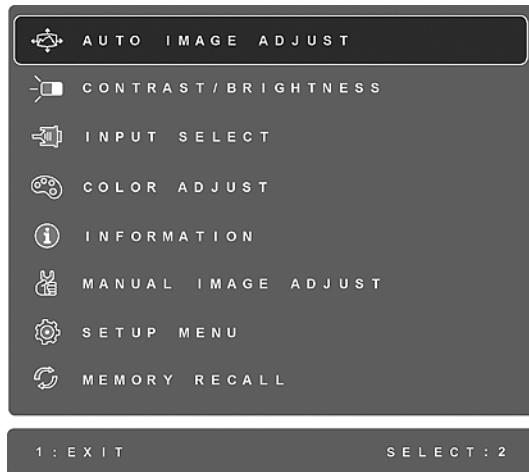 AUTO IMAGE ADJUST
CONTRAST/BRIGHTNESS
INPUT SELECT
COLOR ADJUST
INFORMATION
MANUAL IMAGE ADJUST
SETUP MENU
MEMORY RECALL
1:EXIT SELECT:2